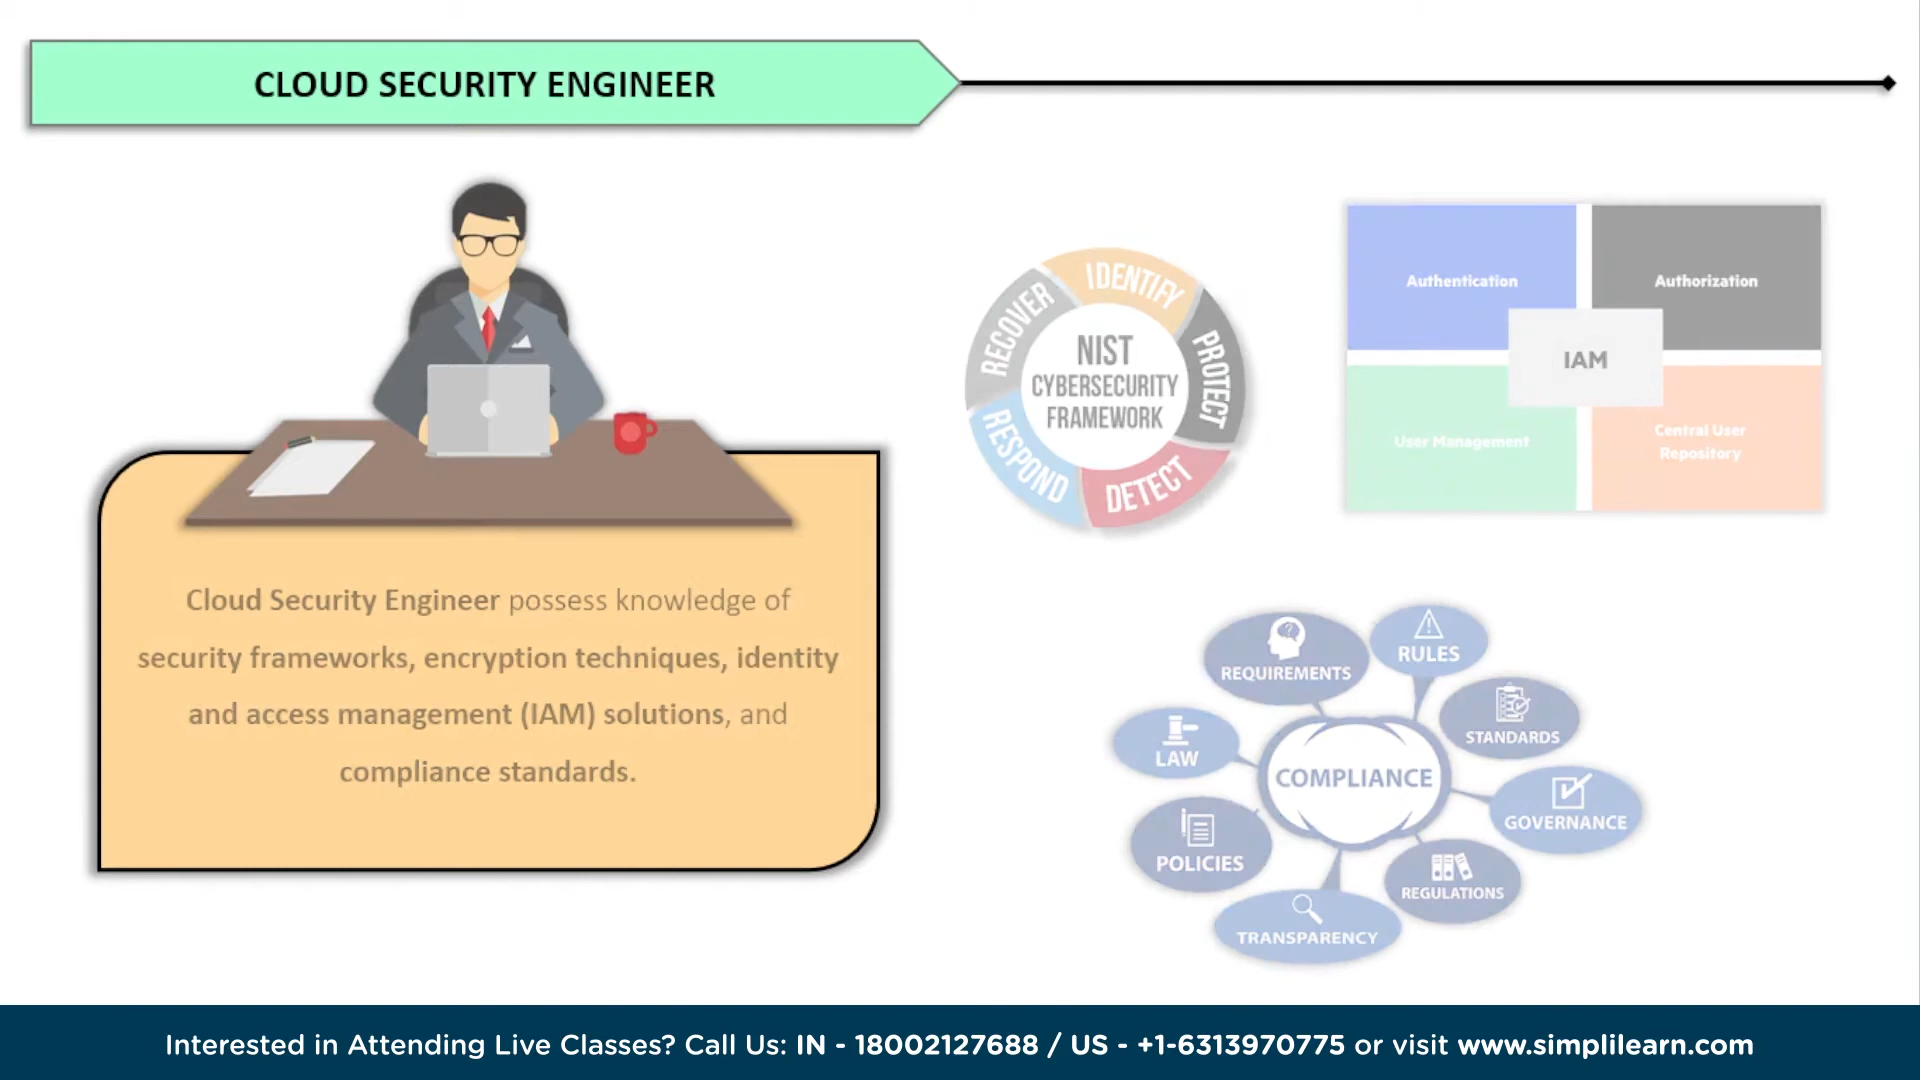 CLOUD SECURITY ENGINEER
Cloud Security Engineer possess knowledge of
security frameworks, encryption techniques, identity
and access management (IAM) solutions, and
compliance standards.
IDENTIFY
PROTECT
DETECT
RESPOND
RECOVER
NIST
CYBERSECURITY
FRAMEWORK
Authentication
Authorization
IAM
User Management
Central User
Repository
REQUIREMENTS
RULES
STANDARDS
LAW
COMPLIANCE
GOVERNANCE
POLICIES
REGULATIONS
TRANSPARENCY
Interested in Attending Live Classes? Call Us: IN - 18002127688 / US - +1-6313970775 or visit www.simplilearn.com